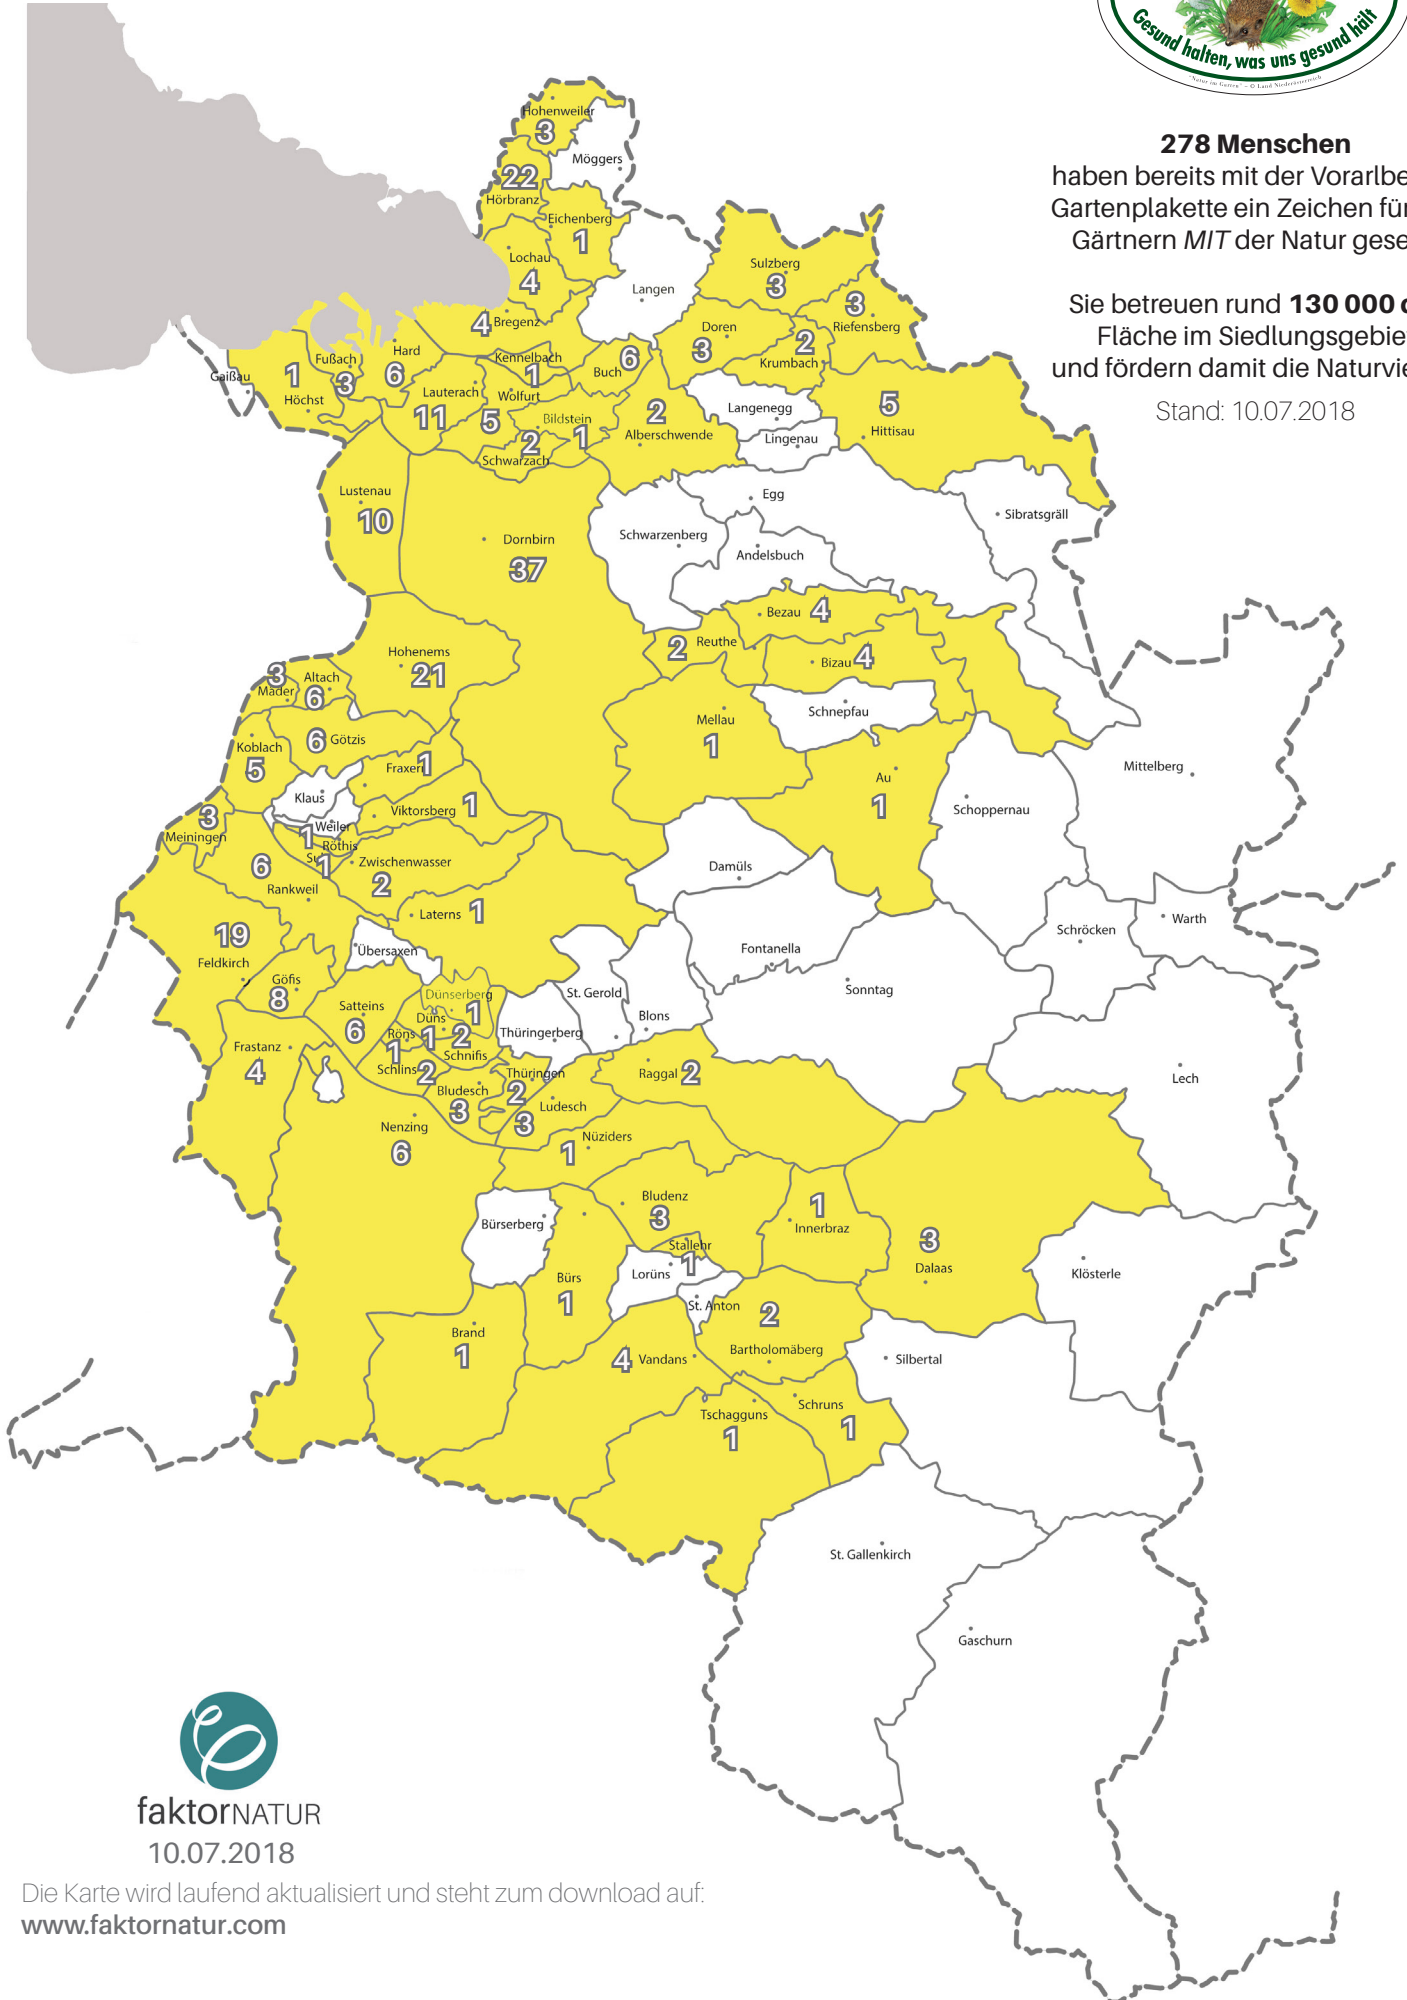 Gesund halten, was uns gesund hält
"Natur im Garten" – © Land Niederösterreich
278 Menschen
haben bereits mit der Vorarlbe
Gartenplakette ein Zeichen für
Gärtnern MIT der Natur gese
Sie betreuen rund 130 000
Fläche im Siedlungsgebie
und fördern damit die Naturvie
Stand: 10.07.2018
Hohenweiler
3
Möggers
22
Hörbranz
Eichenberg
1
Lochau
4
Langen
Sulzberg
3
3
Riefensberg
4
Bregenz
Doren
3
2
Krumbach
Gaißau
1
Höchst
Fußach
3
Hard
6
Kennelbach
1
Buch
6
Lauterach
11
Wolfurt
5
Bildstein
1
2
Schwarzach
2
Alberschwende
Langenegg
Lingenau
5
Hittisau
Lustenau
10
Dornbirn
37
Egg
Sibratsgräll
Schwarzenberg
Andelsbuch
Bezau
4
2
Reuthe
Bizau
4
Hohenems
21
3
Mäder
Altach
6
Schnepfau
Mellau
1
Koblach
5
6
Götzis
Fraxern
1
Au
1
Mittelberg
Klaus
Schoppernau
3
Meiningen
Viktorsberg
1
Weiler
1
Röthis
1
6
Rankweil
Zwischenwasser
2
Damüls
Laterns
1
Schröcken
Warth
19
Feldkirch
Übersaxen
Fontanella
Göfis
8
Sonntag
Satteins
6
Dünserberg
1
St. Gerold
Düns
1
2
Blons
Röns
1
Thüringerberg
Frastanz
4
Schnifis
Schlins
2
Thüringen
2
Raggal
2
Lech
Bludesch
3
Ludesch
3
Nenzing
6
Nüziders
1
Bludenz
3
1
Innerbraz
Bürserberg
Stallehr
1
3
Dalaas
Lorüns
Klösterle
Bürs
1
St. Anton
2
Bartholomäberg
Brand
1
4
Vandans
Silbertal
Schruns
1
Tschagguns
1
St. Gallenkirch
Gaschurn
faktorNATUR
10.07.2018
Die Karte wird laufend aktualisiert und steht zum download auf:
www.faktornatur.com